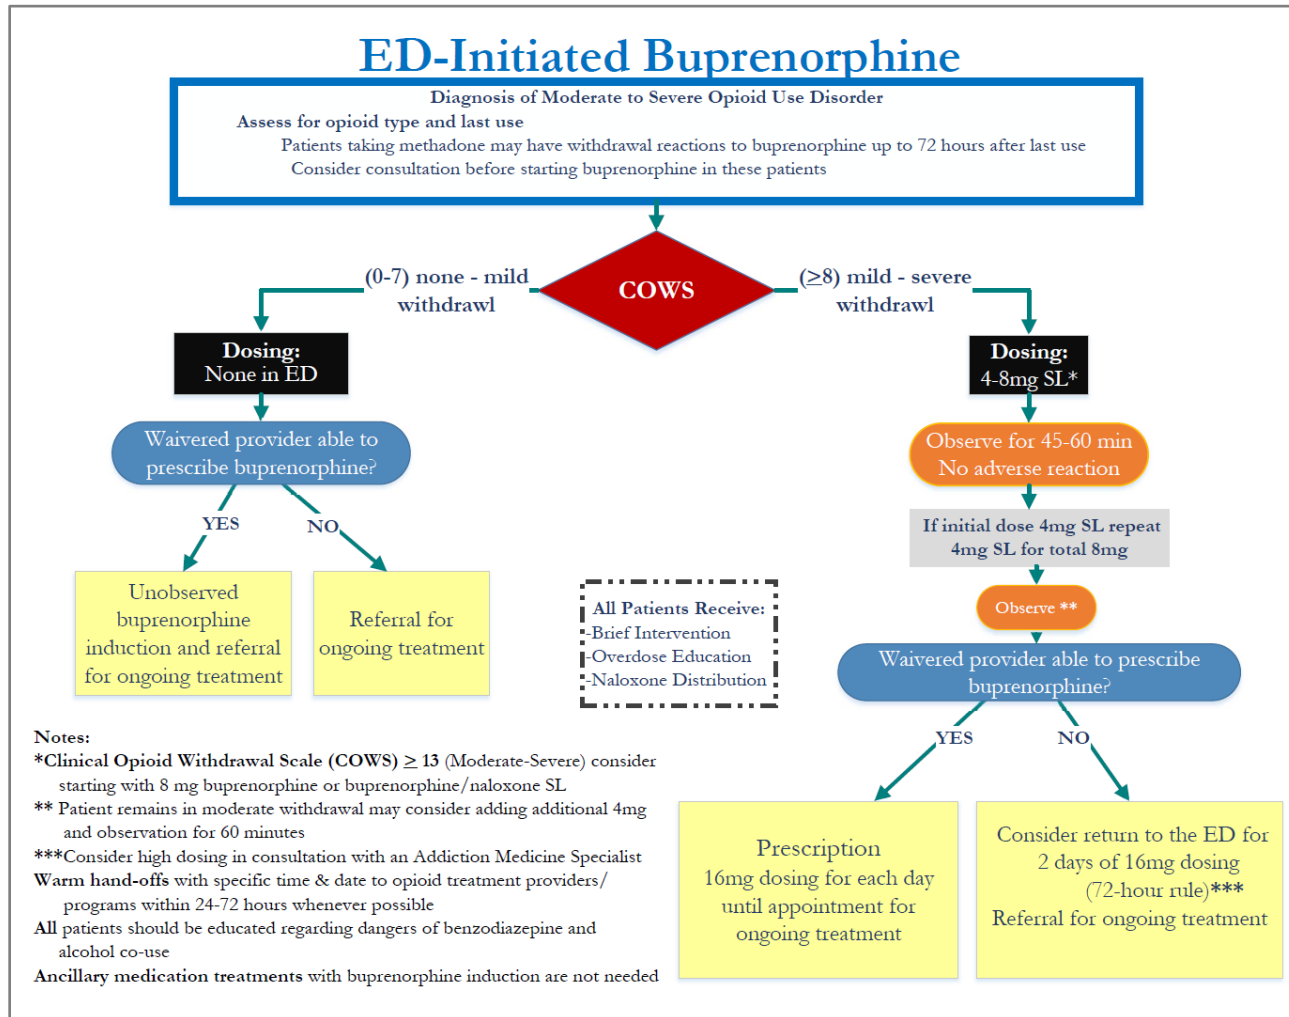 ED-Initiated Buprenorphine
Diagnosis of Moderate to Severe Opioid Use Disorder
Assess for opioid type and last use
Patients taking methadone may have withdrawal reactions to buprenorphine up to 72 hours after last use
Consider consultation before starting buprenorphine in these patients
(0-7) none - mild
withdrawl
COWS
(≥8) mild - severe
withdrawal
Dosing:
None in ED
Waivered provider able to
prescribe buprenorphine?
YES
NO
Unobserved
buprenorphine
induction and referral
for ongoing treatment
Referral for
ongoing treatment
Dosing:
4-8mg SL*
Observe for 45-60 min
No adverse reaction
If initial dose 4mg SL repeat
4mg SL for total 8mg
Observe **
Waivered provider able to prescribe
buprenorphine?
YES
NO
Prescription
16mg dosing for each day
until appointment for
ongoing treatment
Consider return to the ED for
2 days of 16mg dosing
(72-hour rule)***
Referral for ongoing treatment
All Patients Receive:
-Brief Intervention
-Overdose Education
-Naloxone Distribution
Notes:
*Clinical Opioid Withdrawal Scale (COWS) ≥ 13 (Moderate-Severe) consider
starting with 8 mg buprenorphine or buprenorphine/naloxone SL
** Patient remains in moderate withdrawal may consider adding additional 4mg
and observation for 60 minutes
***Consider high dosing in consultation with an Addiction Medicine Specialist
Warm hand-offs with specific time & date to opioid treatment providers/
programs within 24-72 hours whenever possible
All patients should be educated regarding dangers of benzodiazepine and
alcohol co-use
Ancillary medication treatments with buprenorphine induction are not needed